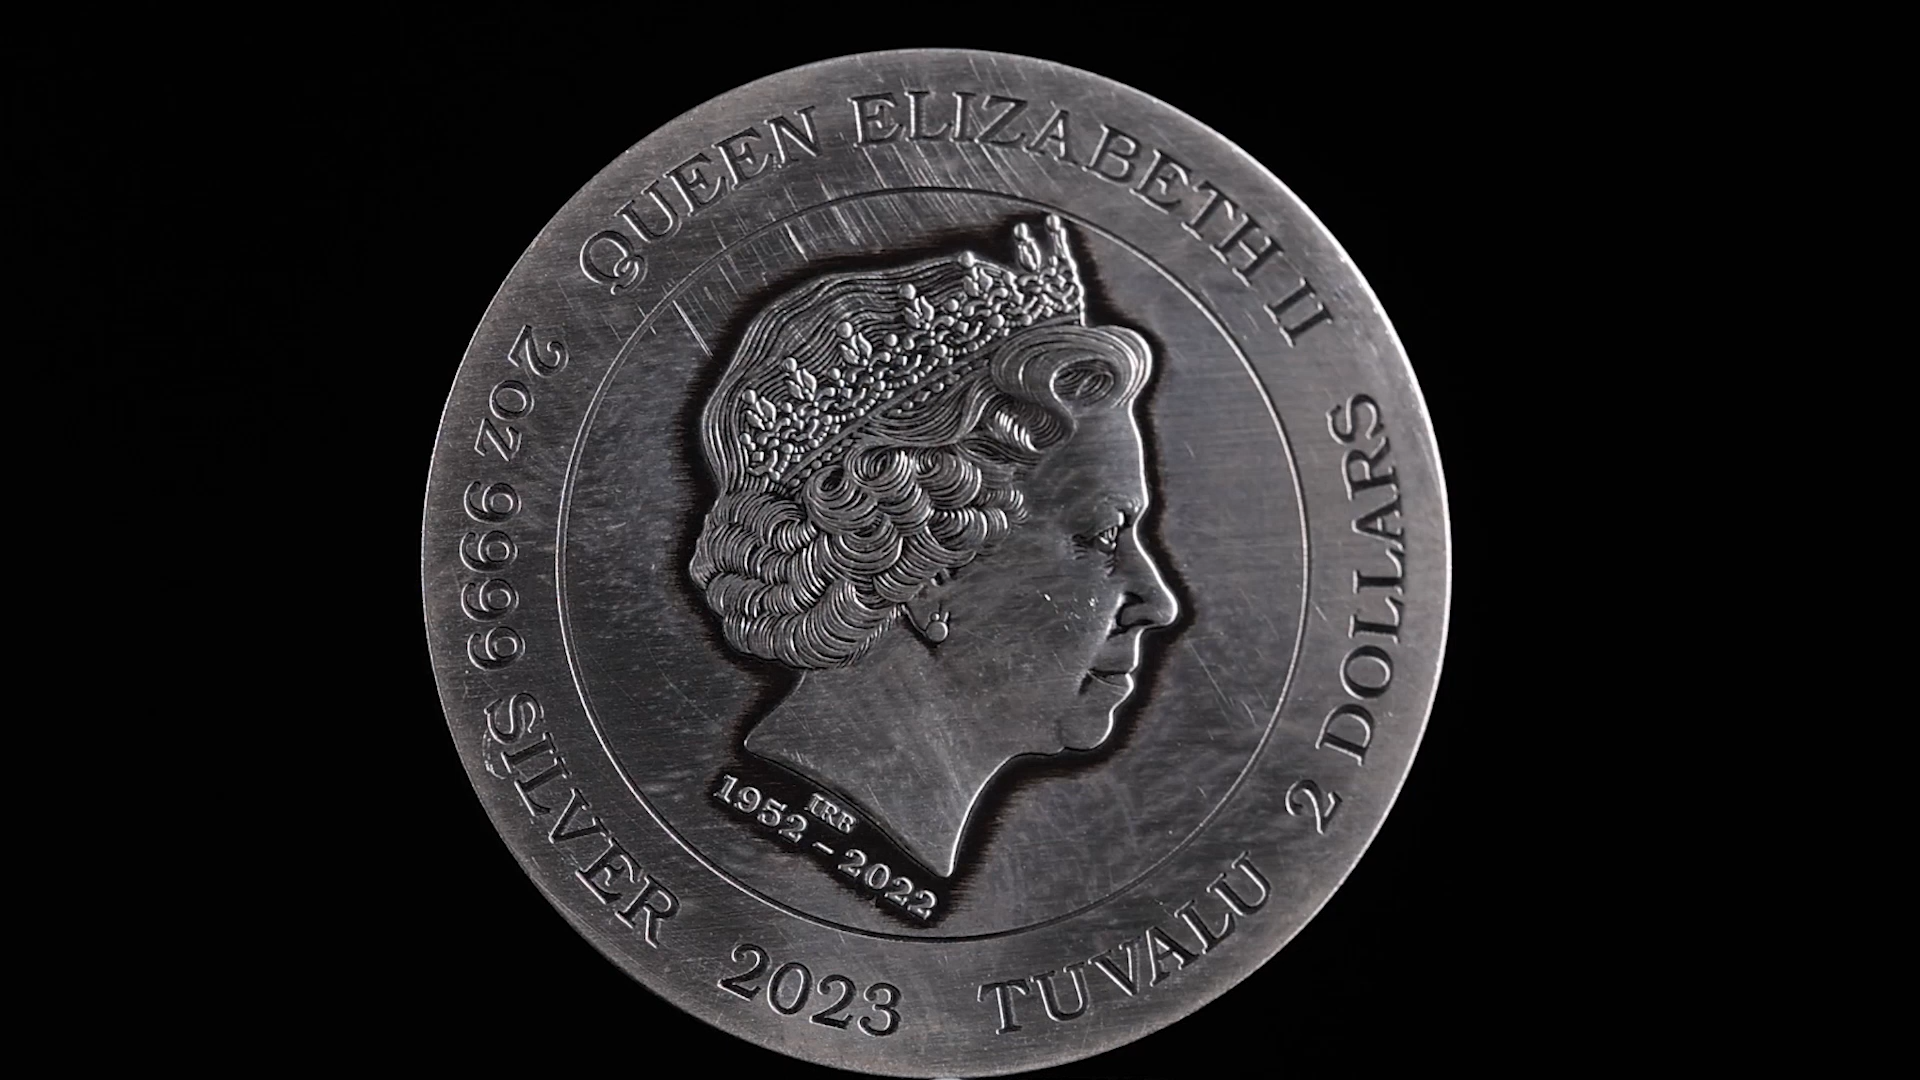 QUEEN ELIZABETH II
2 DOLLARS
TUVALU
2023
2oz 9999 SILVER
IRB
1952 - 2022